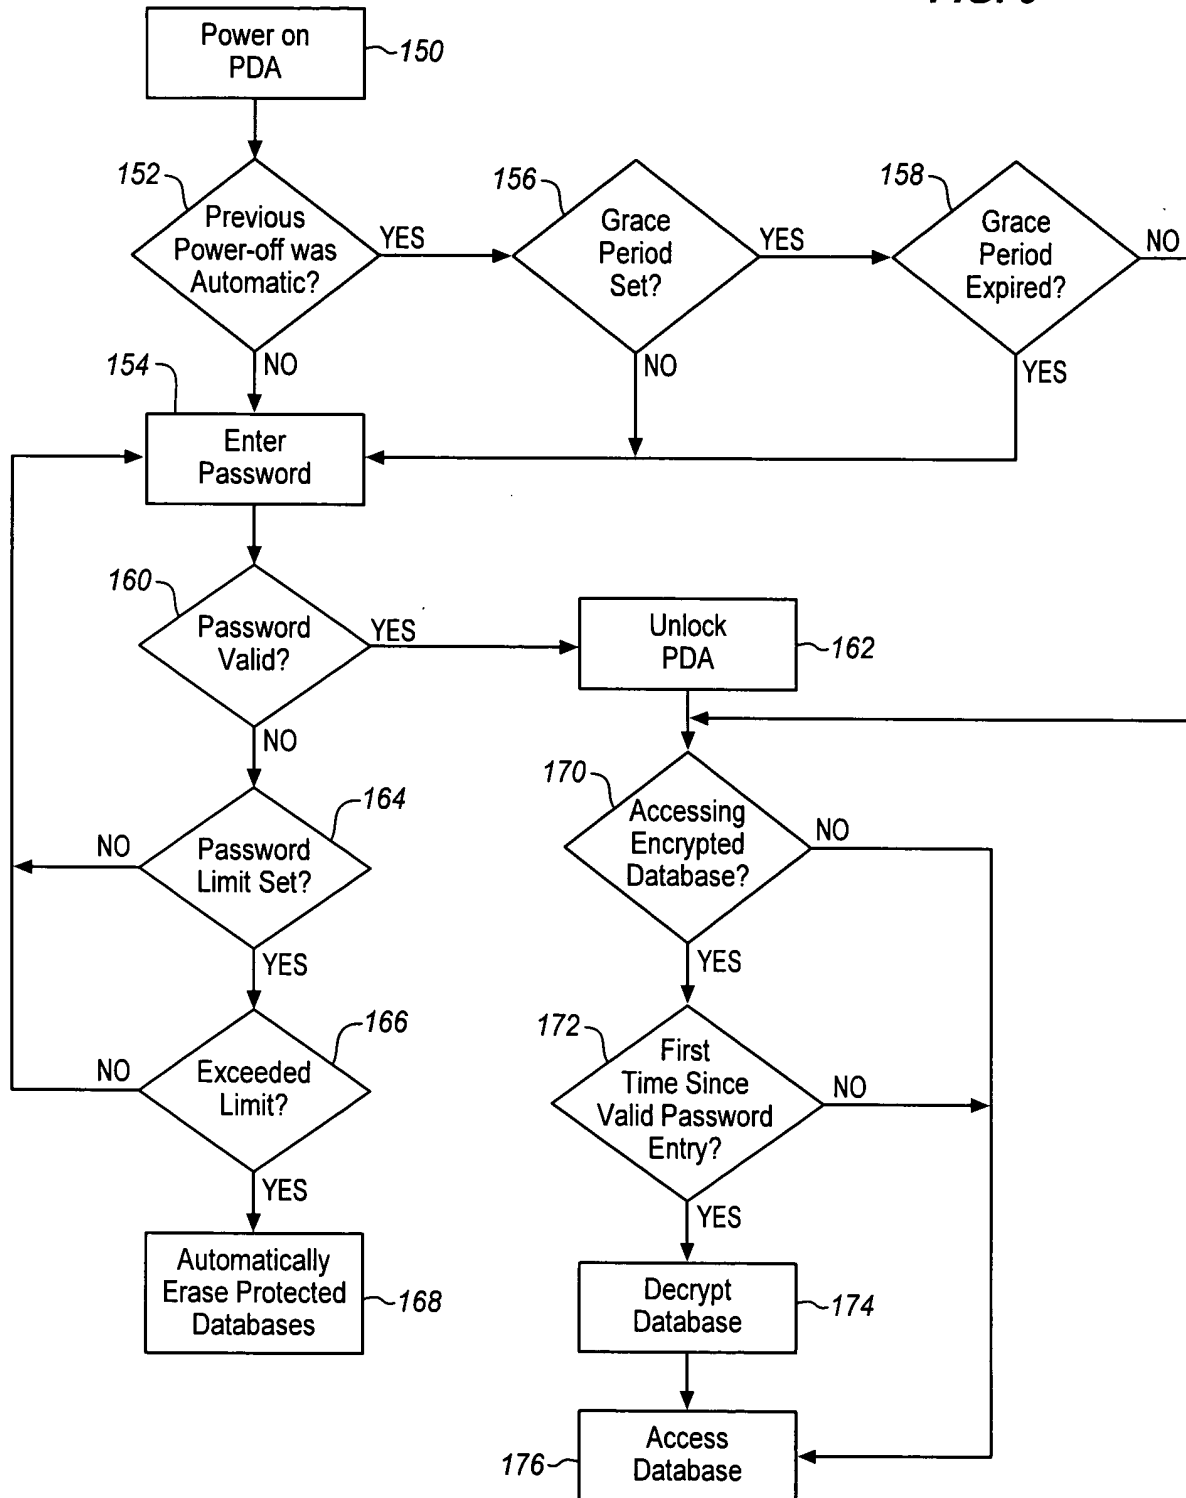 Power on
PDA
150
152
Previous
Power-off was
Automatic?
YES
NO
156
Grace
Period
Set?
YES
NO
158
Grace
Period
Expired?
NO
YES
154
Enter
Password
160
Password
Valid?
YES
NO
Unlock
PDA
162
164
Password
Limit Set?
NO
YES
166
Exceeded
Limit?
NO
YES
Automatically
Erase Protected
Databases
168
170
Accessing
Encrypted
Database?
NO
YES
172
First
Time Since
Valid Password
Entry?
NO
YES
Decrypt
Database
174
Access
Database
176